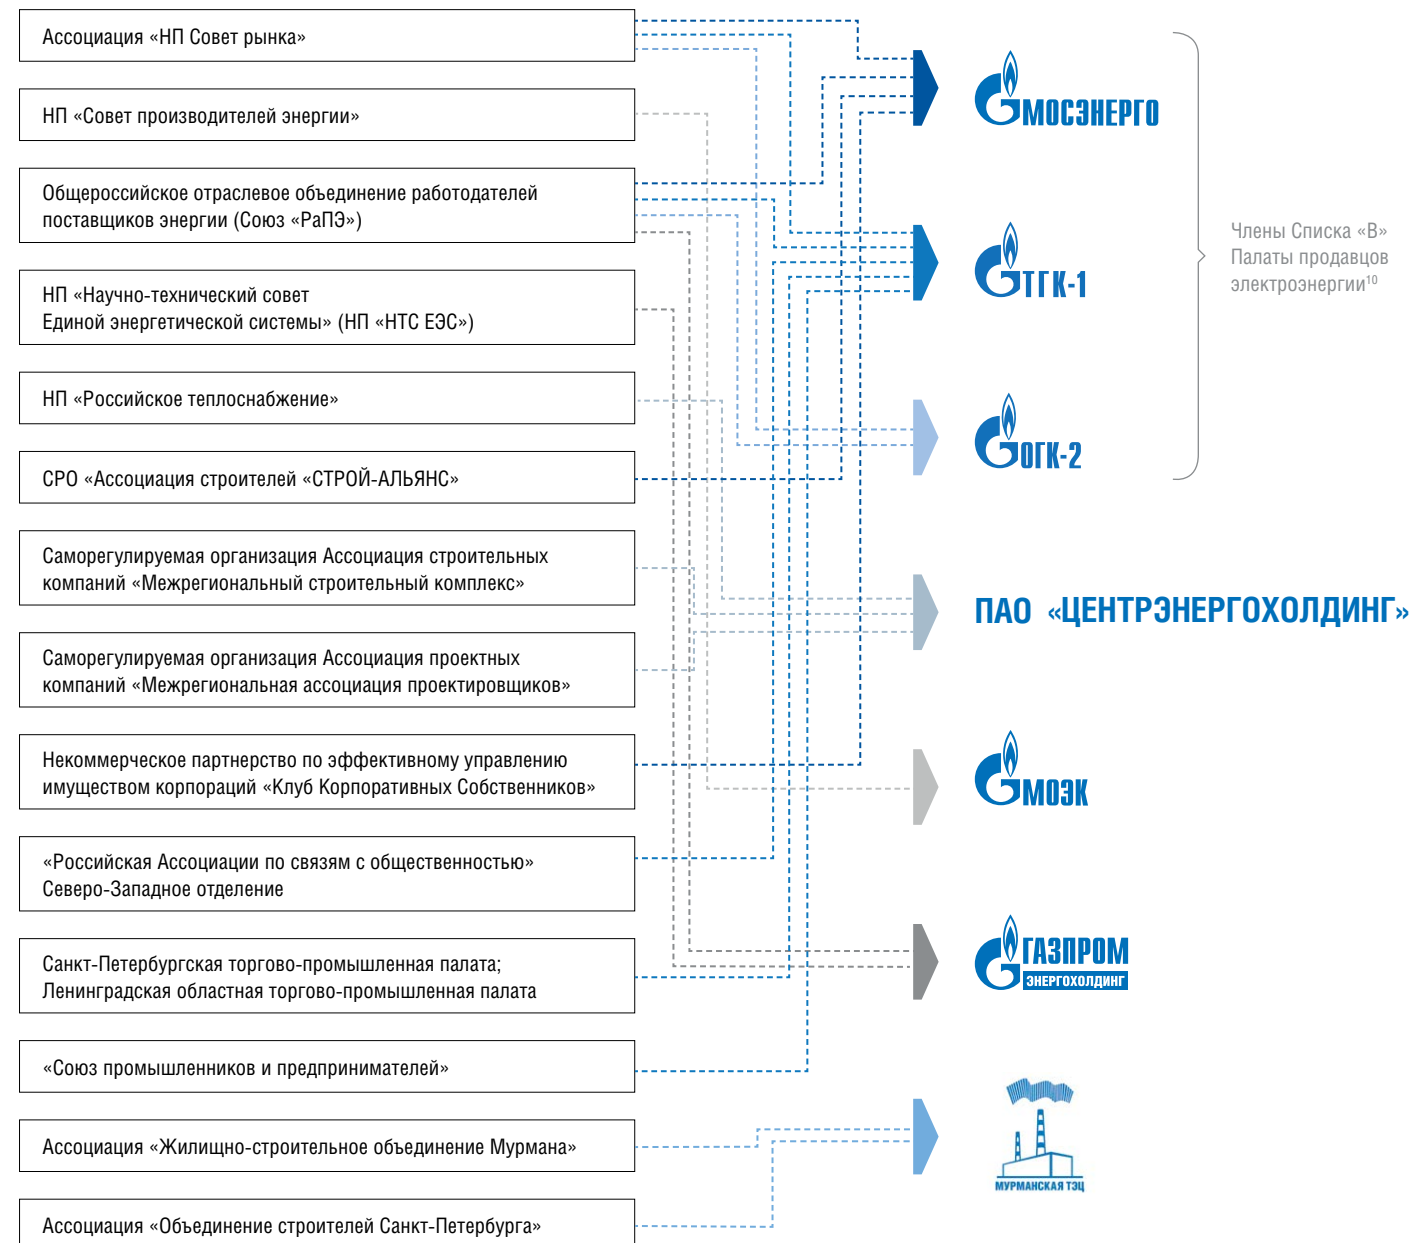 Ассоциация «НП Совет рынка»
НП «Совет производителей энергии»
Общероссийское отраслевое объединение работодателей
поставщиков энергии (Союз «РаПЭ»)
НП «Научно-технический совет
Единой энергетической системы» (НП «НТС ЕЭС»)
НП «Российское теплоснабжение»
СРО «Ассоциация строителей «СТРОЙ-АЛЬЯНС»
Саморегулируемая организация Ассоциация строительных
компаний «Межрегиональный строительный комплекс»
Саморегулируемая организация Ассоциация проектных
компаний «Межрегиональная ассоциация проектировщиков»
Некоммерческое партнерство по эффективному управлению
имуществом корпораций «Клуб Корпоративных Собственников»
«Российская Ассоциации по связям с общественностью»
Северо-Западное отделение
Санкт-Петербургская торгово-промышленная палата;
Ленинградская областная торгово-промышленная палата
«Союз промышленников и предпринимателей»
Ассоциация «Жилищно-строительное объединение Мурмана»
Ассоциация «Объединение строителей Санкт-Петербурга»
МОСЭНЕРГО
ТГК-1
ОГК-2
ПАО «ЦЕНТРЭНЕРГОХОЛДИНГ»
МОЭК
ГАЗПРОМ
ЭНЕРГОХОЛДИНГ
МУРМАНСКАЯ ТЭЦ
Члены Списка «В»
Палаты продавцов
электроэнергии¹⁰